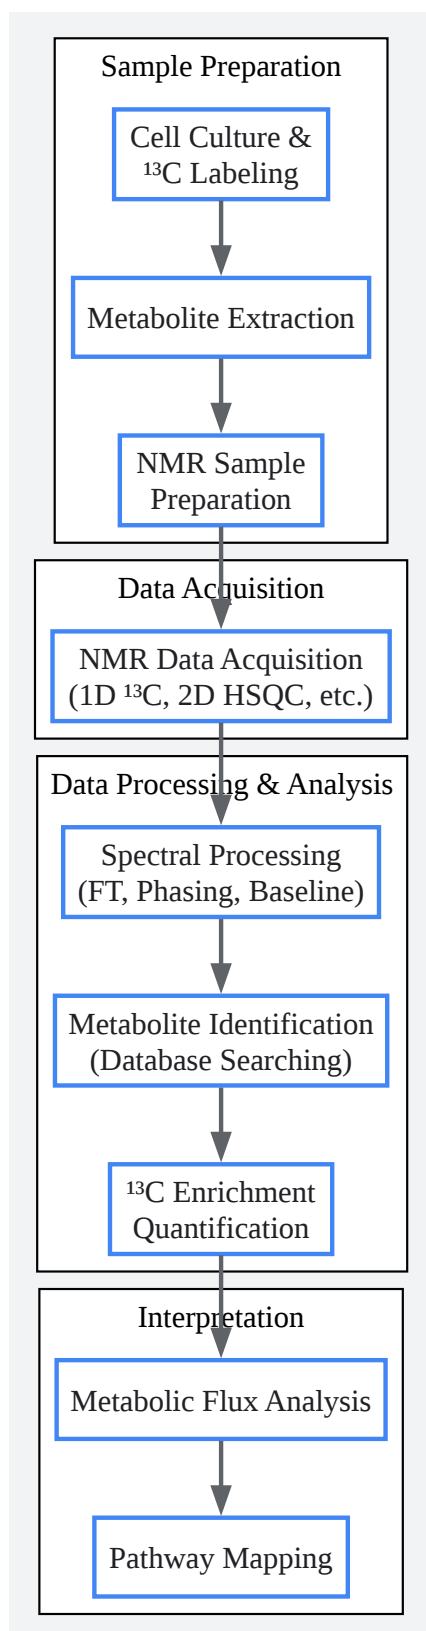 Sample Preparation
Cell Culture &
¹³C Labeling
Metabolite Extraction
NMR Sample
Preparation
Data Acquisition
NMR Data Acquisition
(1D ¹³C, 2D HSQC, etc.)
Data Processing & Analysis
Spectral Processing
(FT, Phasing, Baseline)
Metabolite Identification
(Database Searching)
¹³C Enrichment
Quantification
Interpretation
Metabolic Flux Analysis
Pathway Mapping